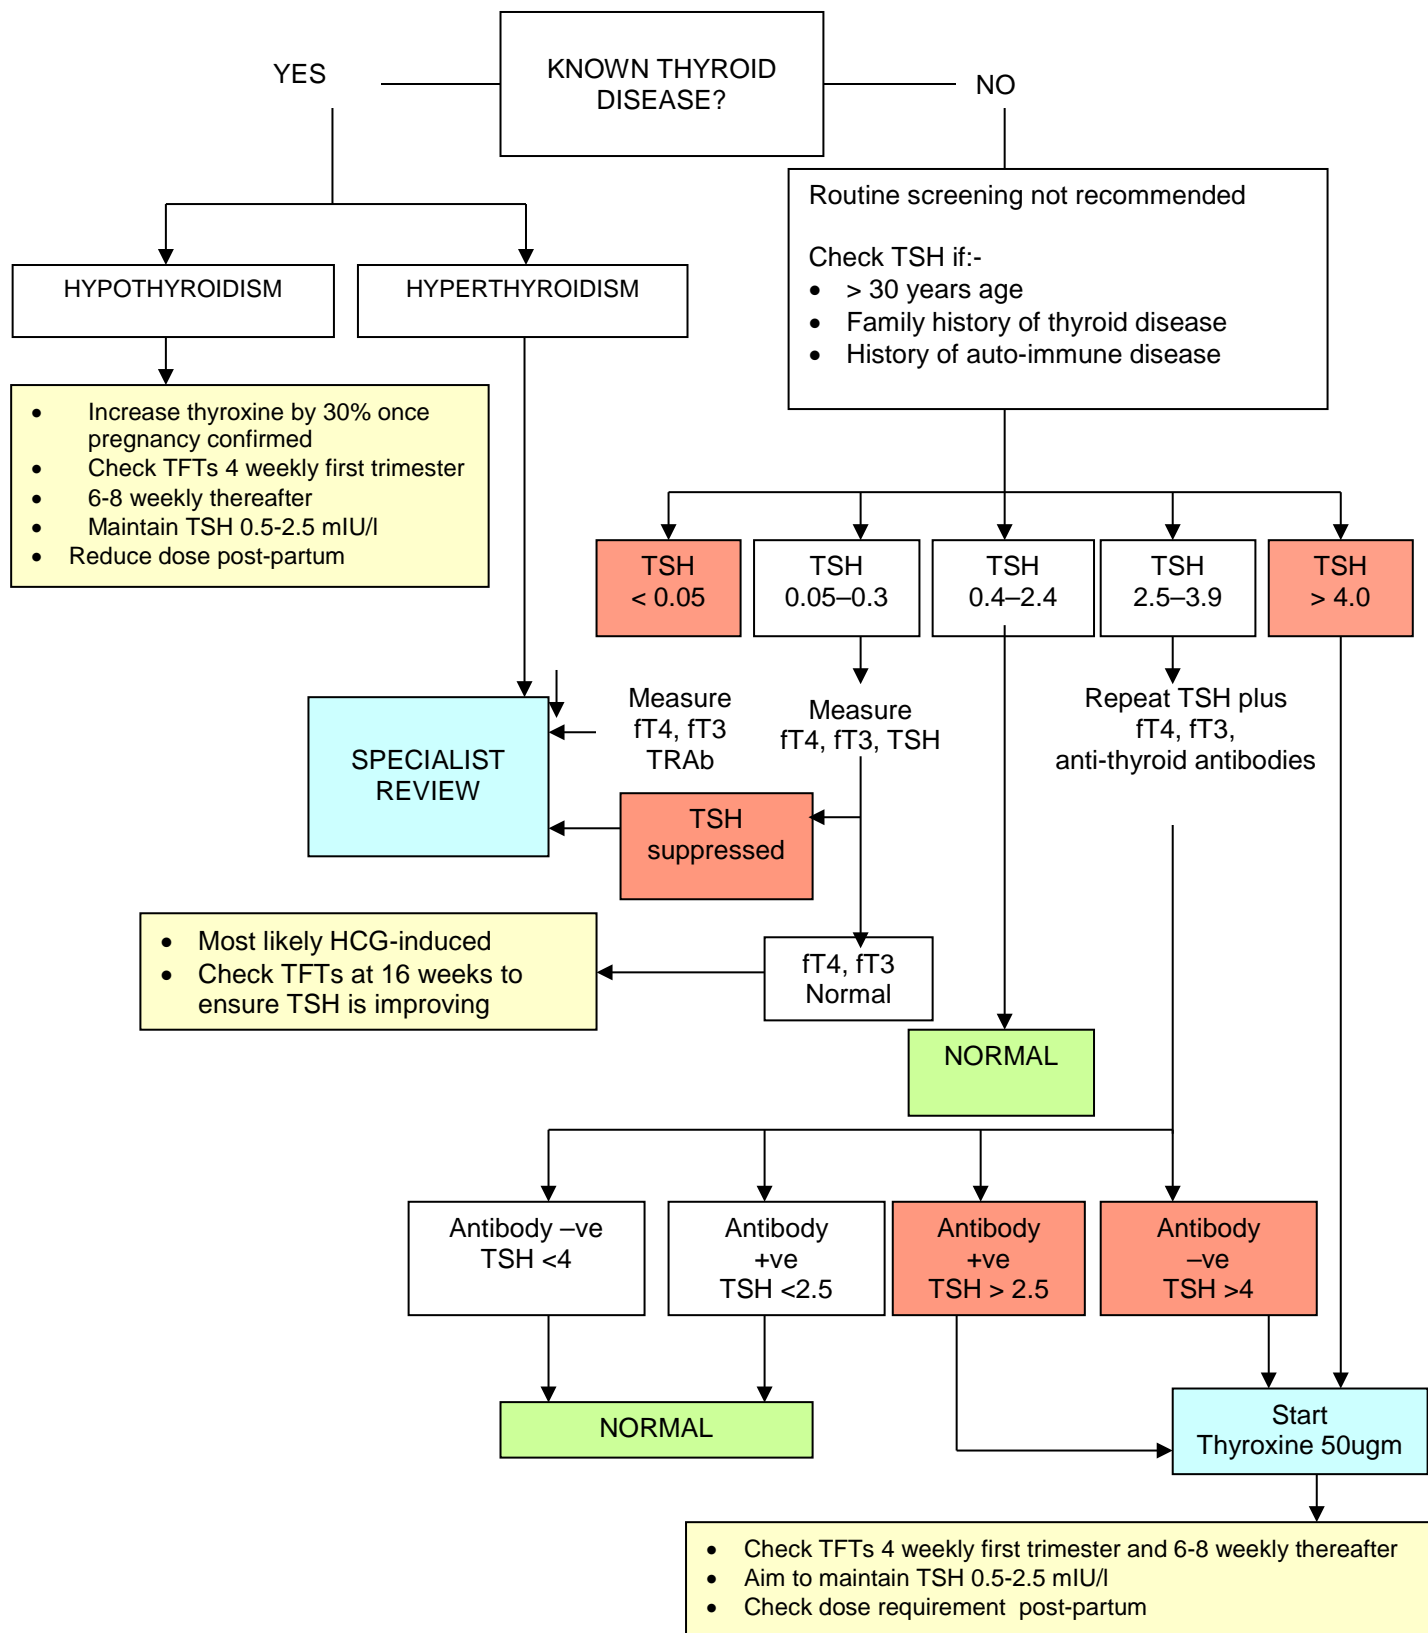 KNOWN THYROID
DISEASE?
YES
NO
Routine screening not recommended
Check TSH if:-
• > 30 years age
• Family history of thyroid disease
• History of auto-immune disease
HYPOTHYROIDISM
HYPERTHYROIDISM
• Increase thyroxine by 30% once
pregnancy confirmed
• Check TFTs 4 weekly first trimester
• 6-8 weekly thereafter
• Maintain TSH 0.5-2.5 mIU/l
• Reduce dose post-partum
TSH
< 0.05
TSH
0.05–0.3
TSH
0.4–2.4
TSH
2.5–3.9
TSH
> 4.0
Measure
fT4, fT3
TRAb
Measure
fT4, fT3, TSH
Repeat TSH plus
fT4, fT3,
anti-thyroid antibodies
SPECIALIST
REVIEW
TSH
suppressed
• Most likely HCG-induced
• Check TFTs at 16 weeks to
ensure TSH is improving
fT4, fT3
Normal
NORMAL
Antibody –ve
TSH <4
Antibody
+ve
TSH <2.5
Antibody
+ve
TSH > 2.5
Antibody
–ve
TSH >4
NORMAL
Start
Thyroxine 50ugm
• Check TFTs 4 weekly first trimester and 6-8 weekly thereafter
• Aim to maintain TSH 0.5-2.5 mIU/l
• Check dose requirement post-partum